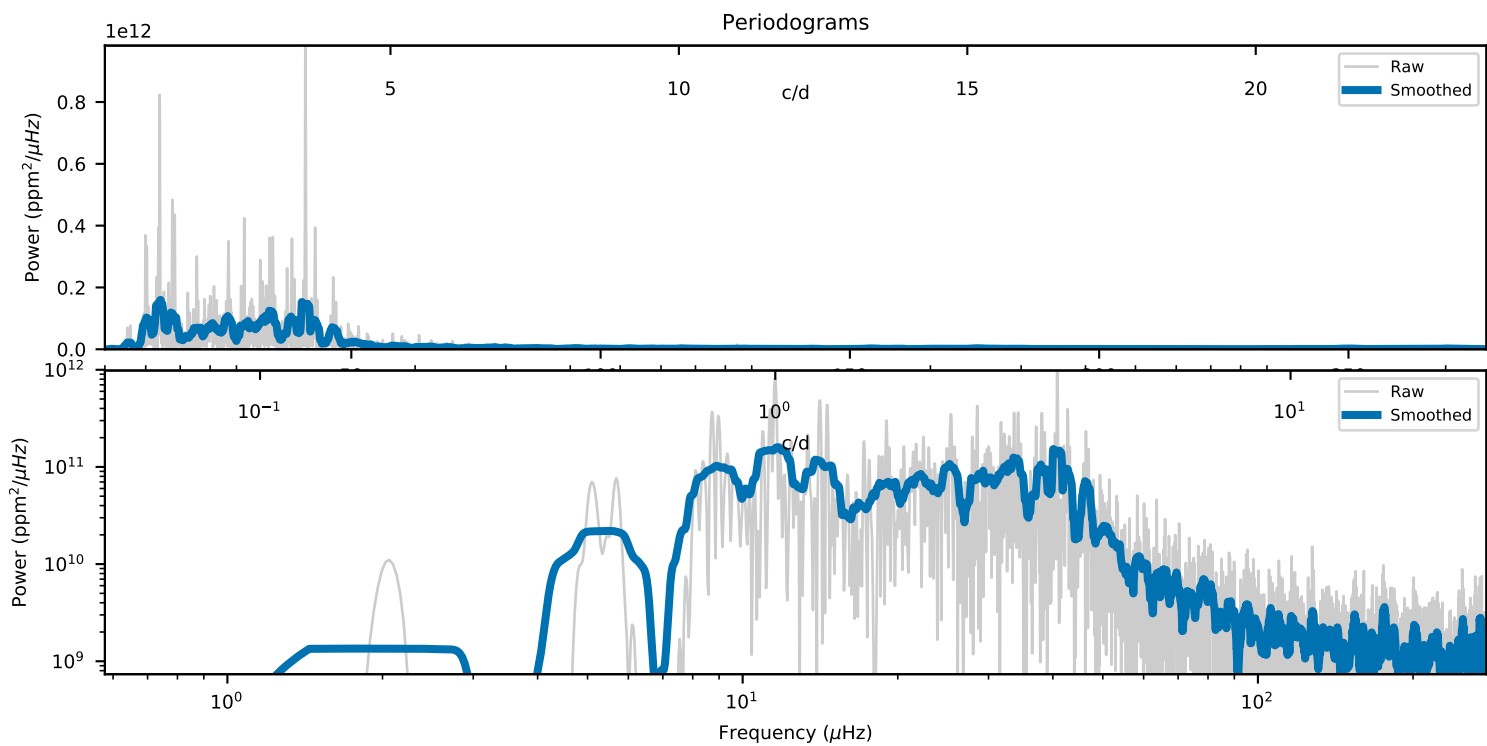 Periodograms
1e12
5 10 15 20
c/d
Raw
Smoothed
0.8
0.6
0.4
0.2
0.0
Power (ppm²/μHz)
10⁻¹ 10⁰ 10¹
c/d
Raw
Smoothed
10¹²
10¹¹
10¹⁰
10⁹
Power (ppm²/μHz)
10⁰ 10¹ 10²
Frequency (μHz)